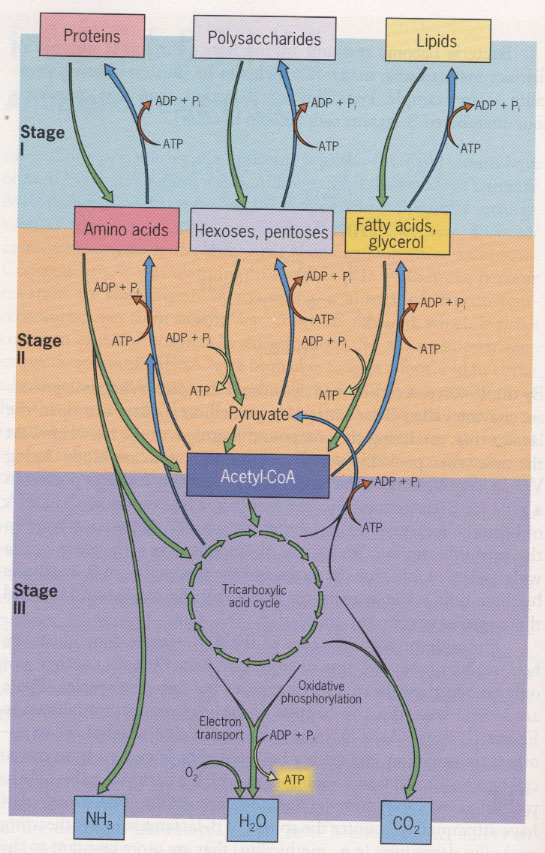 Proteins
Polysaccharides
Lipids
Stage
I
ADP + Pi
ATP
ADP + Pi
ATP
ADP + Pi
ATP
Amino acids
Hexoses, pentoses
Fatty acids,
glycerol
Stage
II
ADP + Pi
ATP
ADP + Pi
ATP
ADP + Pi
ATP
ADP + Pi
ATP
ADP + Pi
ATP
Pyruvate
Acetyl-CoA
ADP + Pi
ATP
Stage
III
Tricarboxylic
acid cycle
Oxidative
phosphorylation
Electron
transport
ADP + Pi
O2
ATP
NH3
H2O
CO2